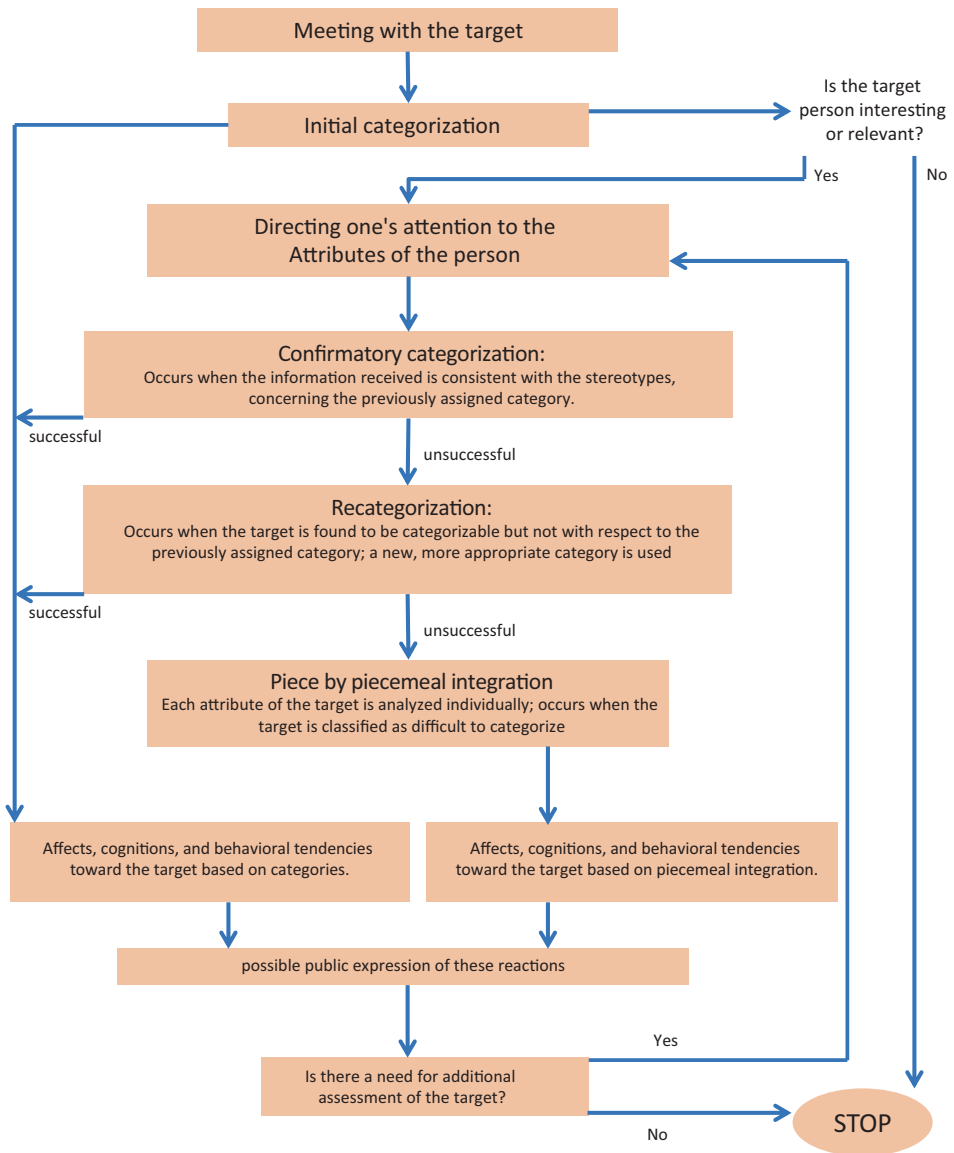 Meeting with the target
Initial categorization
Is the target
person interesting
or relevant?
Yes
No
Directing one's attention to the
Attributes of the person
Confirmatory categorization:
Occurs when the information received is consistent with the stereotypes,
concerning the previously assigned category.
successful
unsuccessful
Recategorization:
Occurs when the target is found to be categorizable but not with respect to the
previously assigned category; a new, more appropriate category is used
successful
unsuccessful
Piece by piecemeal integration
Each attribute of the target is analyzed individually; occurs when the
target is classified as difficult to categorize
Affects, cognitions, and behavioral tendencies
toward the target based on categories.
Affects, cognitions, and behavioral tendencies
toward the target based on piecemeal integration.
possible public expression of these reactions
Is there a need for additional
assessment of the target?
Yes
No
STOP